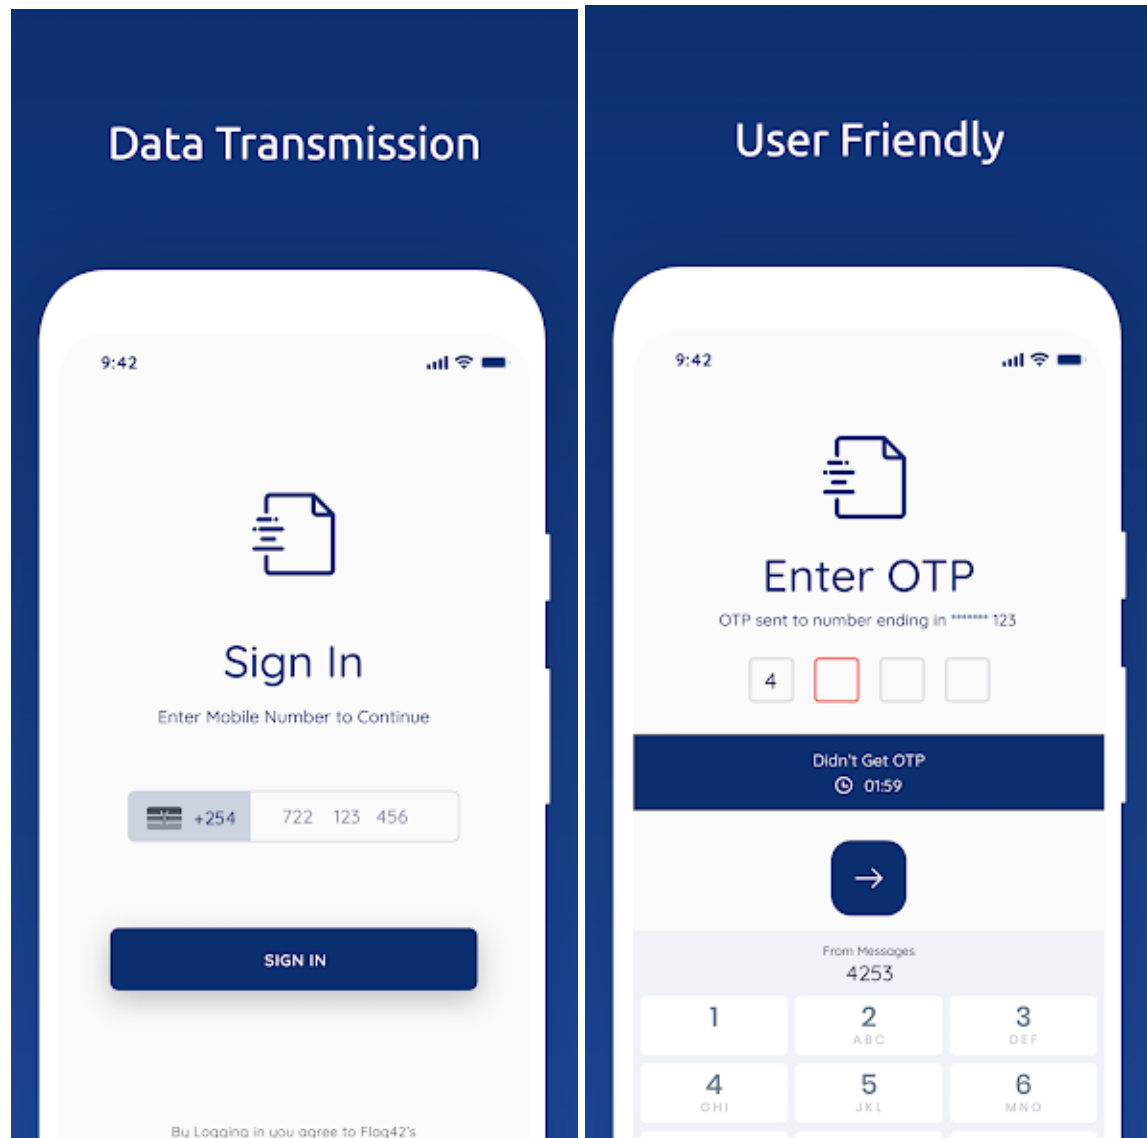 Data Transmission
9:42
Sign In
Enter Mobile Number to Continue
+254 722 123 456
SIGN IN
By Logging in you agree to Flag42's
User Friendly
9:42
Enter OTP
OTP sent to number ending in ******* 123
4
Didn't Get OTP
01:59
From Messages
4253
1 2 3
ABC DEF
4 5 6
GHI JKL MNO